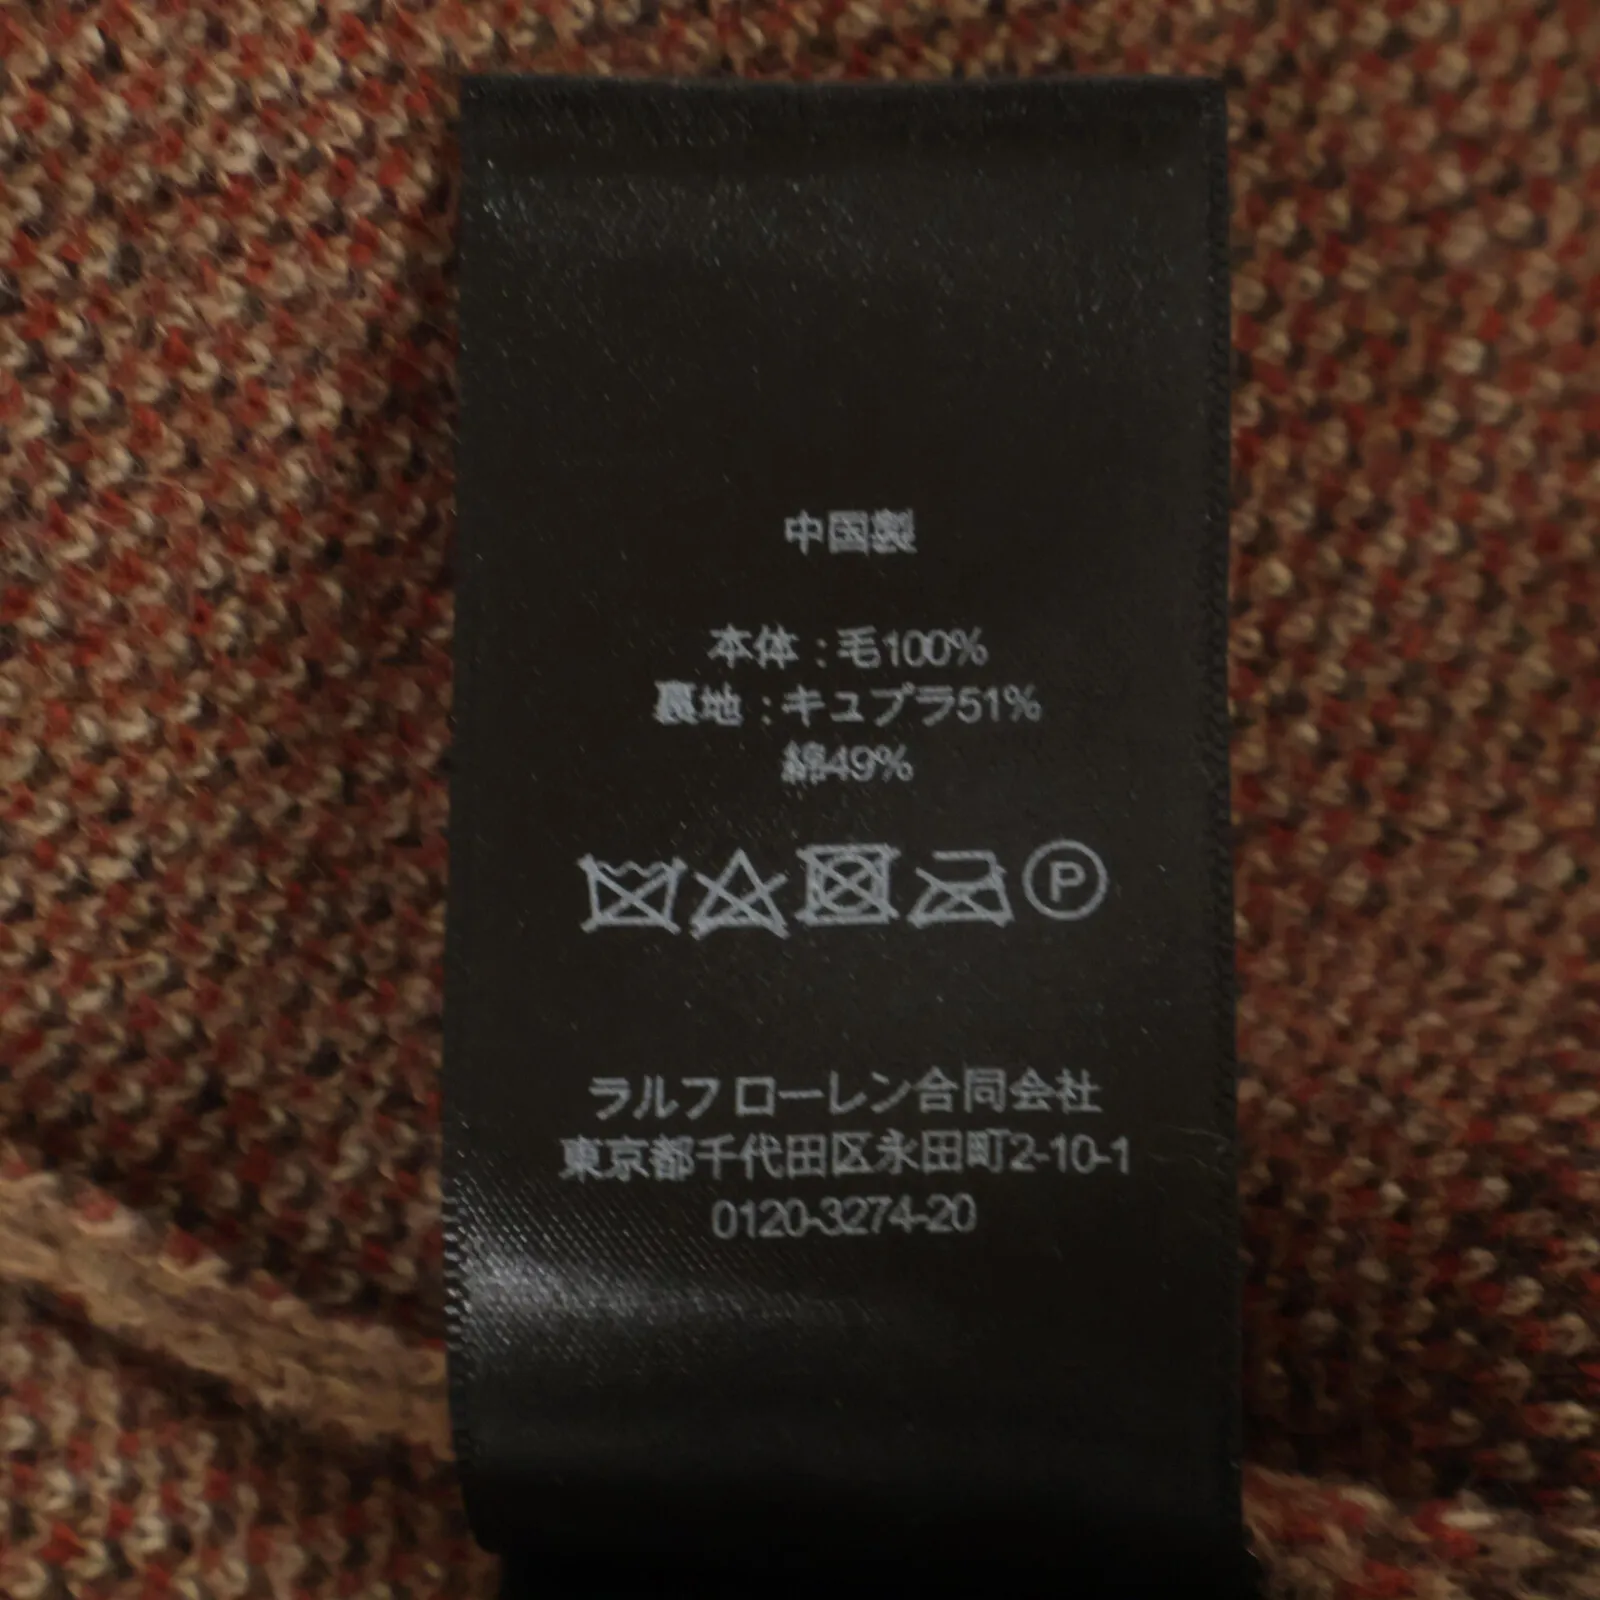 中国製
本体 : 毛100%
裏地 : キュプラ51%
綿49%
P
ラルフ ローレン合同会社
東京都千代田区永田町2-10-1
0120-3274-20